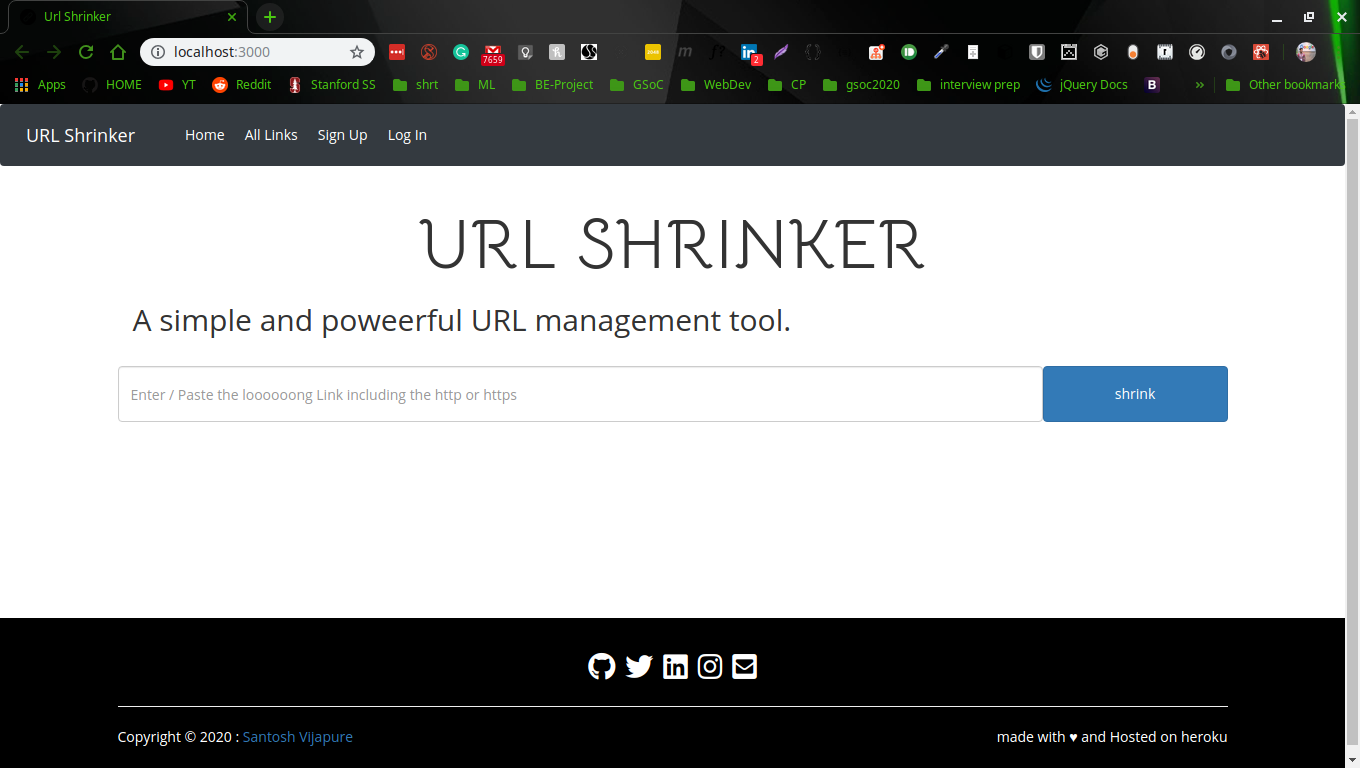 Url Shrinker
localhost:3000
7659
2
Apps HOME YT Reddit Stanford SS shrt ML BE-Project GSoC WebDev CP gsoc2020 interview prep jQuery Docs B » Other bookmarks
URL Shrinker Home All Links Sign Up Log In
URL SHRINKER
A simple and poweerful URL management tool.
Enter / Paste the loooooong Link including the http or https shrink
Copyright © 2020 : Santosh Vijapure made with ♥ and Hosted on heroku